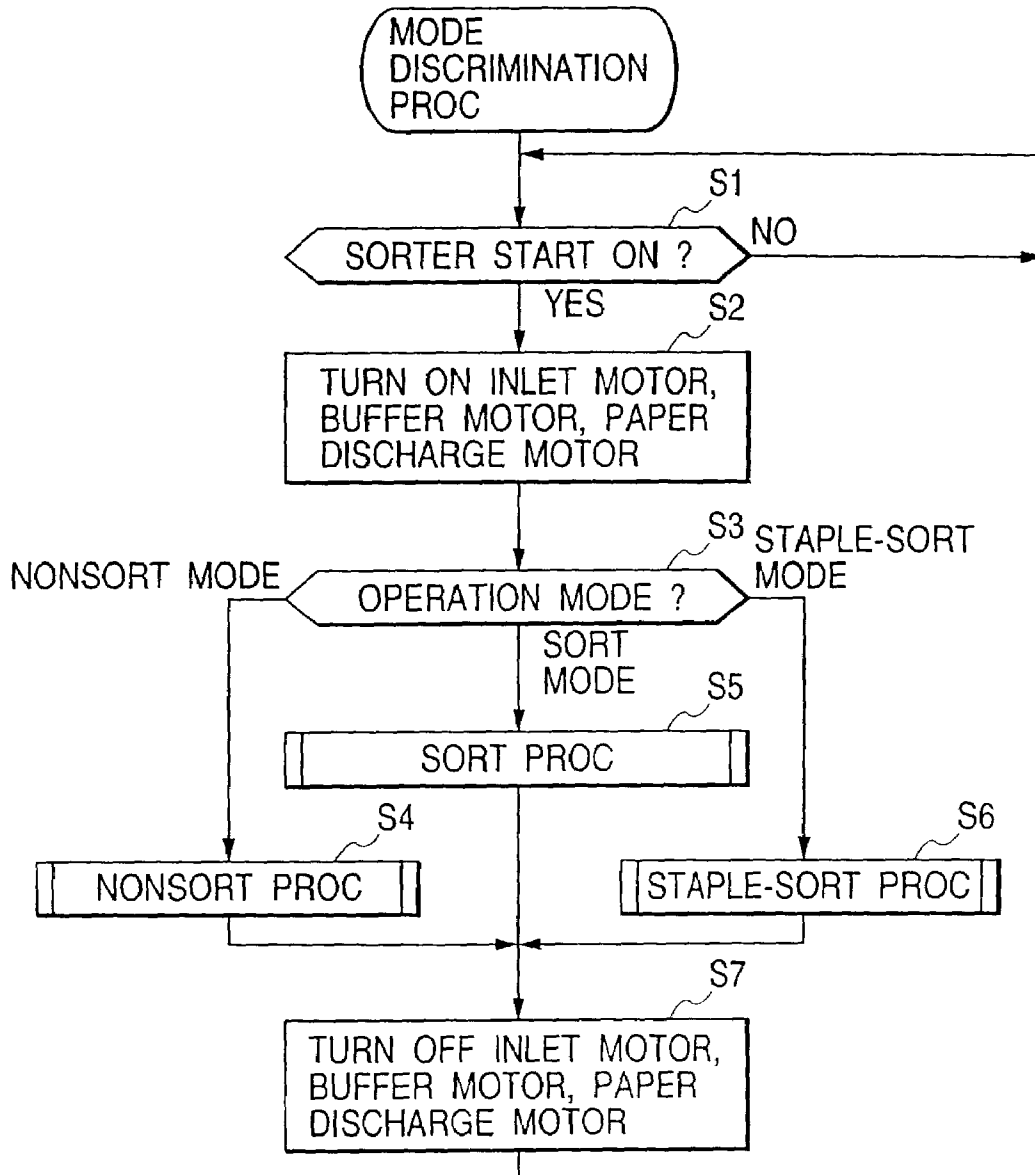 MODE
DISCRIMINATION
PROC
S1
SORTER START ON ?
NO
YES
S2
TURN ON INLET MOTOR,
BUFFER MOTOR, PAPER
DISCHARGE MOTOR
S3
NONSORT MODE
STAPLE-SORT
MODE
OPERATION MODE ?
SORT
MODE
S5
SORT PROC
S4
S6
NONSORT PROC
STAPLE-SORT PROC
S7
TURN OFF INLET MOTOR,
BUFFER MOTOR, PAPER
DISCHARGE MOTOR